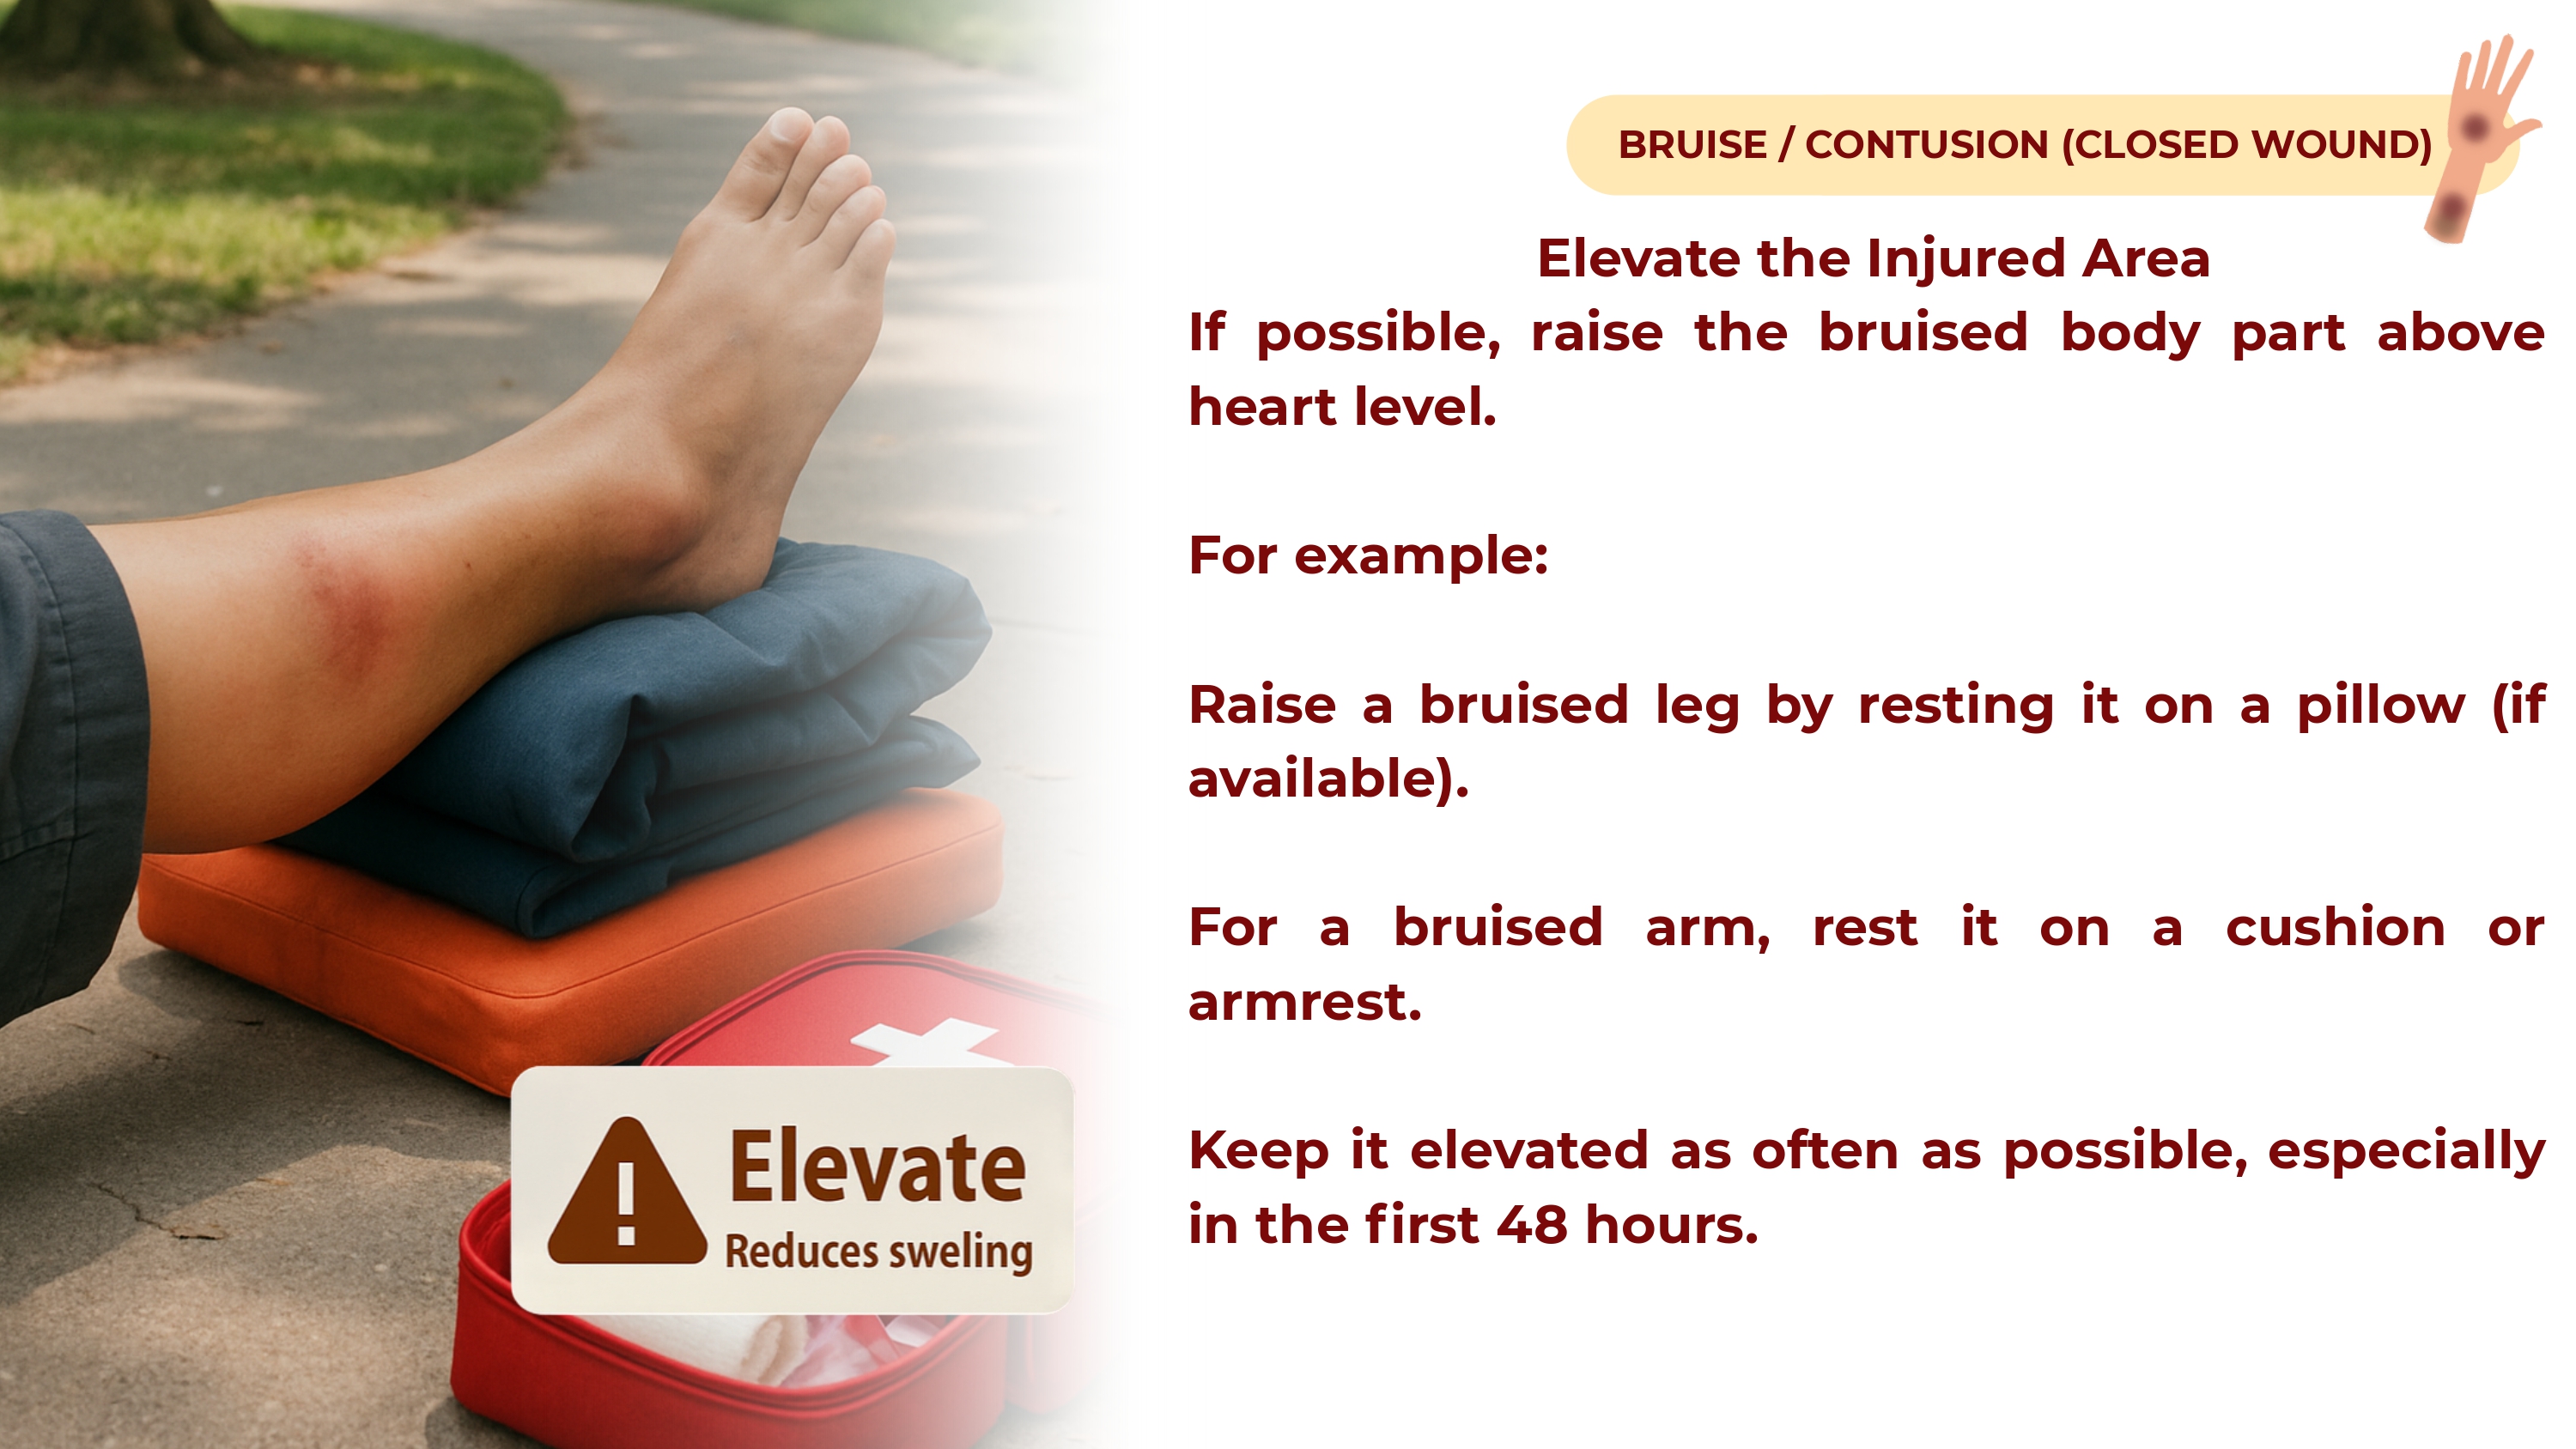 BRUISE / CONTUSION (CLOSED WOUND)
Elevate the Injured Area
If possible, raise the bruised body part above
heart level.
For example:
Raise a bruised leg by resting it on a pillow (if
available).
For a bruised arm, rest it on a cushion or
armrest.
Keep it elevated as often as possible, especially
in the first 48 hours.
Elevate
Reduces sweling